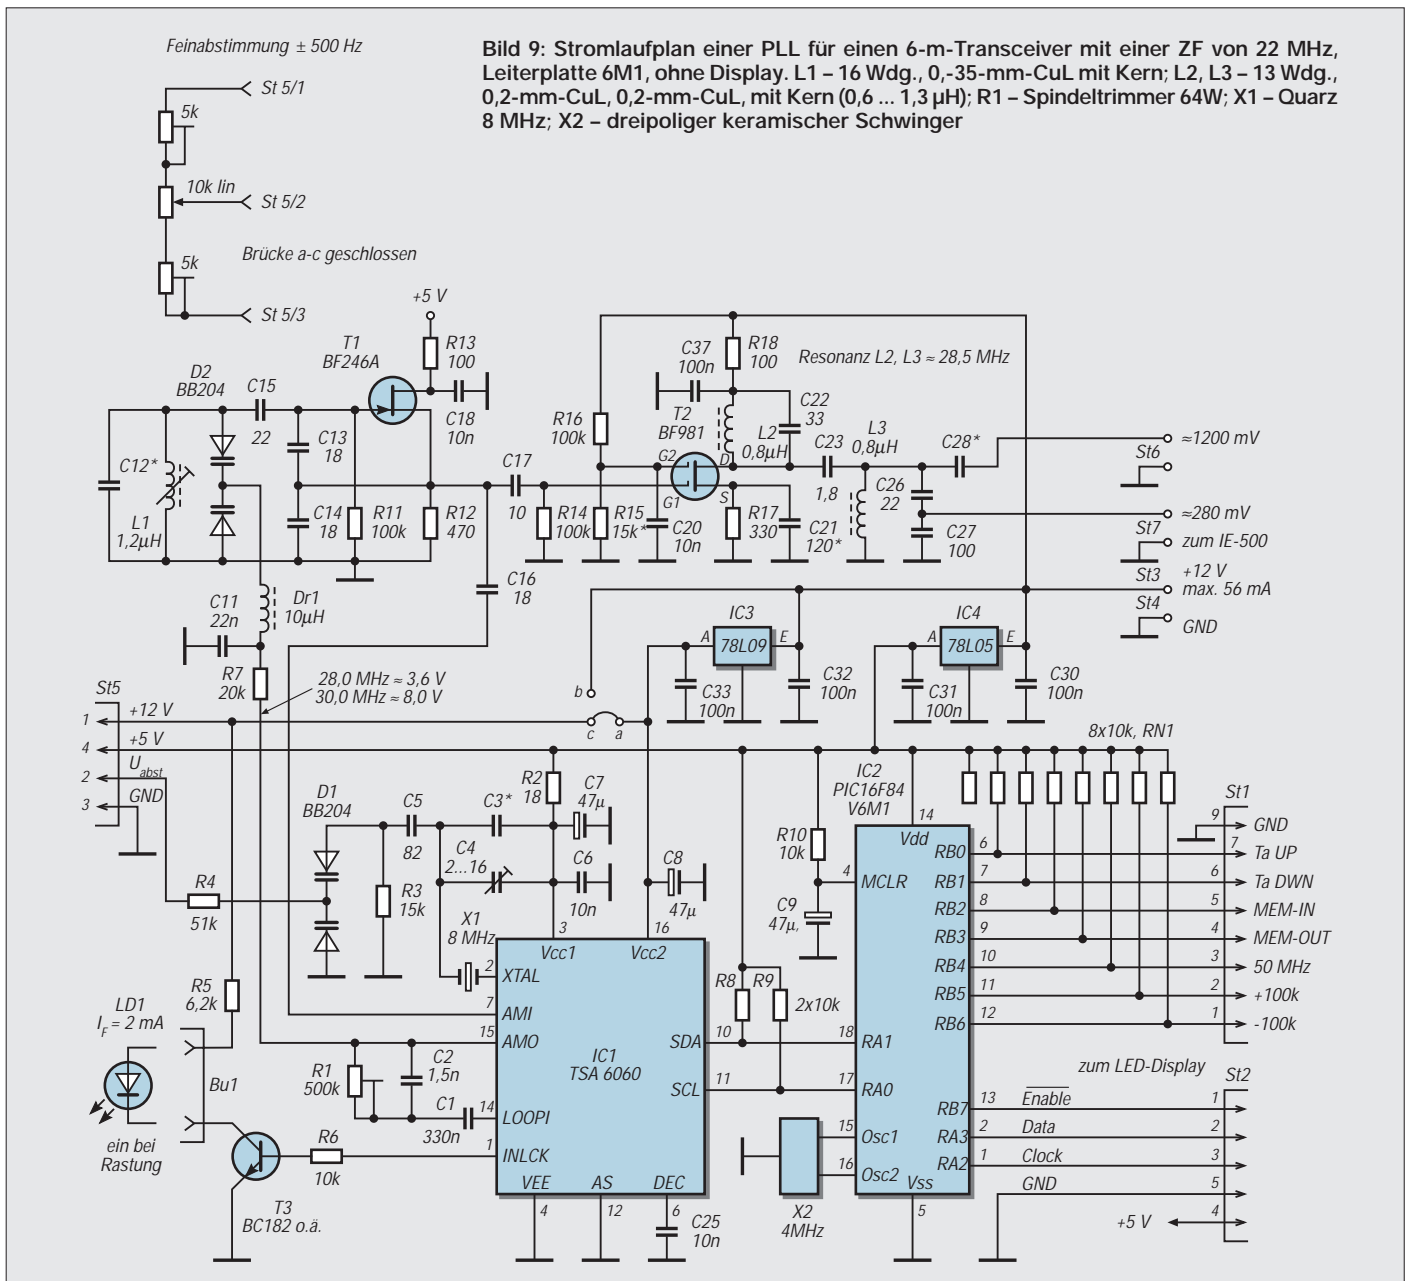 Feinabstimmung ± 500 Hz
Bild 9: Stromlaufplan einer PLL für einen 6-m-Transceiver mit einer ZF von 22 MHz,
Leiterplatte 6M1, ohne Display. L1 – 16 Wdg., 0,-35-mm-CuL mit Kern; L2, L3 – 13 Wdg.,
0,2-mm-CuL, 0,2-mm-CuL, mit Kern (0,6 ... 1,3 µH); R1 – Spindeltrimmer 64W; X1 – Quarz
8 MHz; X2 – dreipoliger keramischer Schwinger
St 5/1
5k
10k lin
St 5/2
Brücke a-c geschlossen
5k
St 5/3
+5 V
T1
BF246A
R13
100
C18
10n
D2
BB204
C15
22
C12*
L1
1,2µH
C13
18
C14
18
R11
100k
R12
470
C17
10
C16
18
R14
100k
R16
100k
R15
15k*
C37
100n
R18
100
Resonanz L2, L3 ≈ 28,5 MHz
T2
BF981
G2
D
G1
S
L2
0,8µH
C22
33
C23
1,8
L3
0,8µH
C28*
C20
10n
R17
330
C21
120*
C26
22
C27
100
≈1200 mV
St6
≈280 mV
St7
zum IE-500
St3
+12 V
max. 56 mA
St4
GND
C11
22n
Dr1
10µH
R7
20k
28,0 MHz ≈ 3,6 V
30,0 MHz ≈ 8,0 V
IC3
A
78L09
E
C33
100n
C32
100n
IC4
A
78L05
E
C31
100n
C30
100n
b
c
a
St5
1
+12 V
4
+5 V
2
Uabst
3
GND
8x10k, RN1
D1
BB204
C5
82
C3*
C4
2...16
R2
18
C7
47µ
C6
10n
C8
47µ
R3
15k
R4
51k
X1
8 MHz
R10
10k
C9
47µ,
IC2
PIC16F84
V6M1
14
Vdd
4
MCLR
RB0
6
RB1
7
RB2
8
RB3
9
RB4
10
RB5
11
RB6
12
St1
9
GND
7
Ta UP
6
Ta DWN
5
MEM-IN
4
MEM-OUT
3
50 MHz
2
+100k
1
-100k
3
Vcc1
16
Vcc2
2
XTAL
7
AMI
15
AMO
IC1
TSA 6060
SDA
10
SCL
11
14
LOOPI
1
INLCK
VEE
4
AS
12
DEC
6
C25
10n
R8
R9
2x10k
18
RA1
17
RA0
15
Osc1
16
Osc2
Vss
5
X2
4MHz
R5
6,2k
LD1
IF = 2 mA
Bu1
ein bei
Rastung
R1
500k
C2
1,5n
C1
330n
R6
10k
T3
BC182 o.ä.
zum LED-Display
St2
RB7
13
Enable
1
RA3
2
Data
2
RA2
1
Clock
3
GND
5
+5 V
4